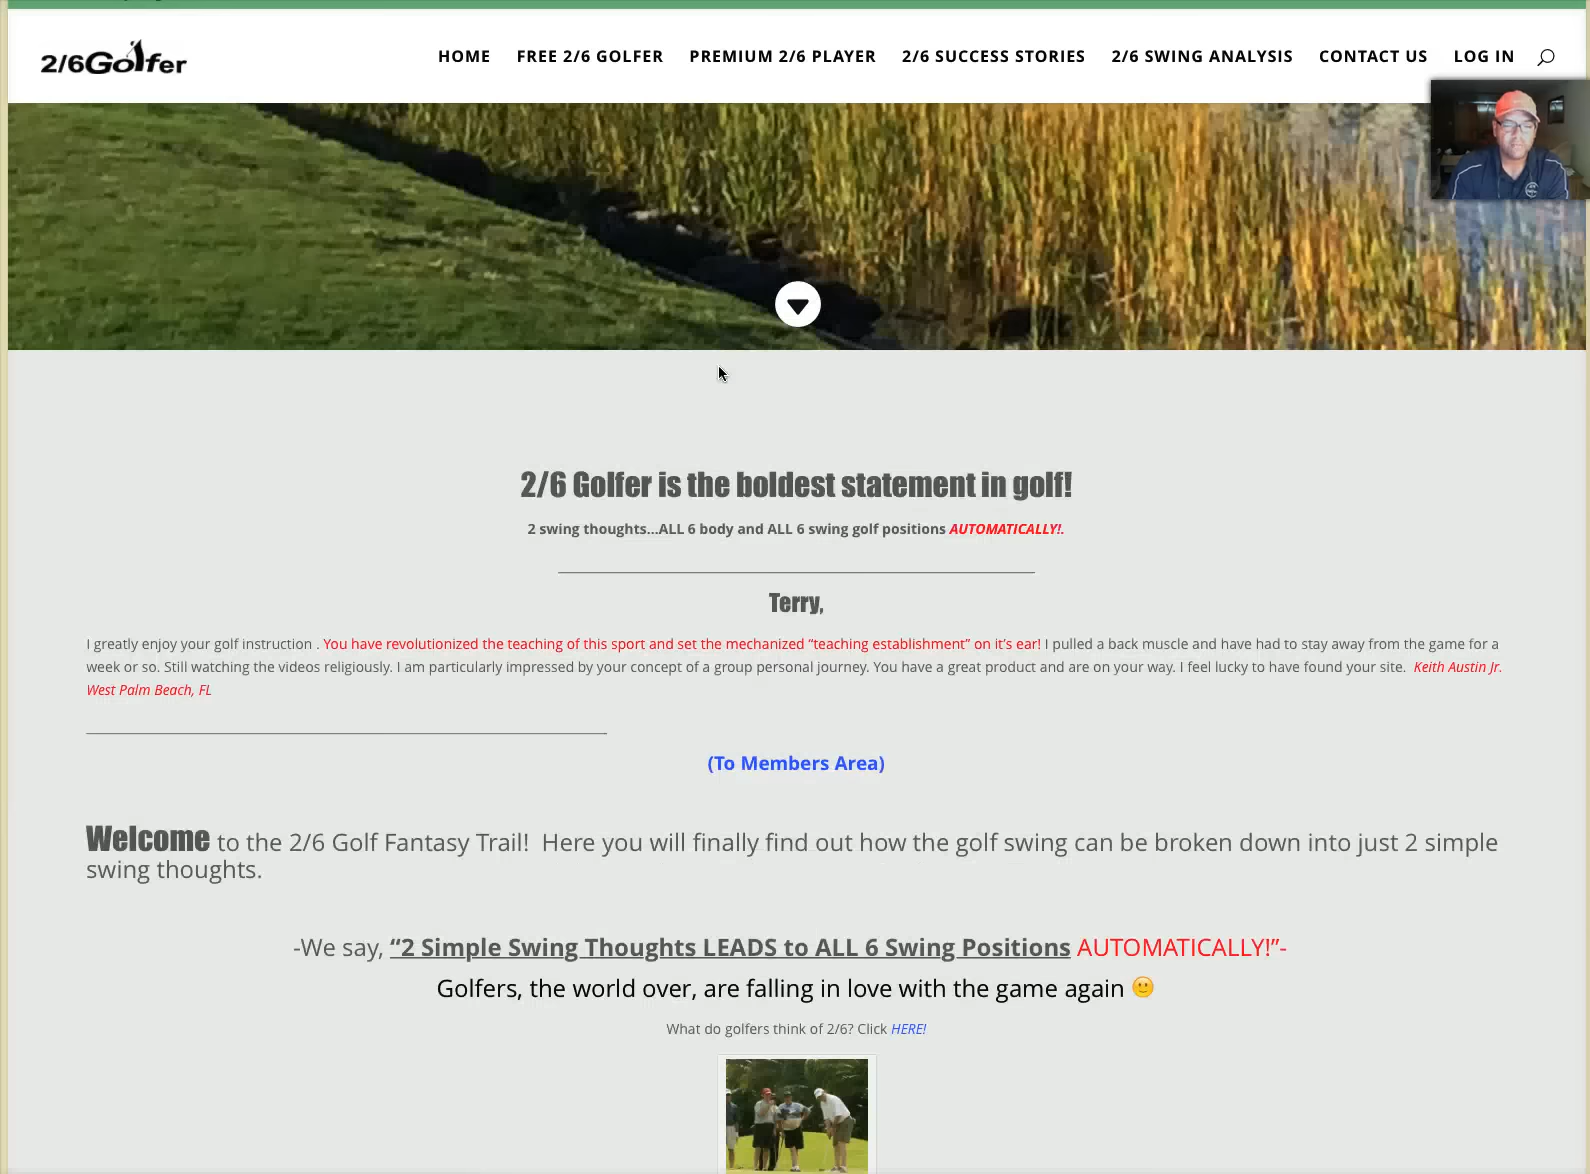 2/6Golfer
HOME FREE 2/6 GOLFER PREMIUM 2/6 PLAYER 2/6 SUCCESS STORIES 2/6 SWING ANALYSIS CONTACT US LOG IN
2/6 Golfer is the boldest statement in golf!
2 swing thoughts...ALL 6 body and ALL 6 swing golf positions AUTOMATICALLY!.
Terry,
I greatly enjoy your golf instruction . You have revolutionized the teaching of this sport and set the mechanized “teaching establishment” on it’s ear! I pulled a back muscle and have had to stay away from the game for a
week or so. Still watching the videos religiously. I am particularly impressed by your concept of a group personal journey. You have a great product and are on your way. I feel lucky to have found your site. Keith Austin Jr.
West Palm Beach, FL
(To Members Area)
Welcome to the 2/6 Golf Fantasy Trail! Here you will finally find out how the golf swing can be broken down into just 2 simple
swing thoughts.
-We say, “2 Simple Swing Thoughts LEADS to ALL 6 Swing Positions AUTOMATICALLY!”-
Golfers, the world over, are falling in love with the game again 🙂
What do golfers think of 2/6? Click HERE!